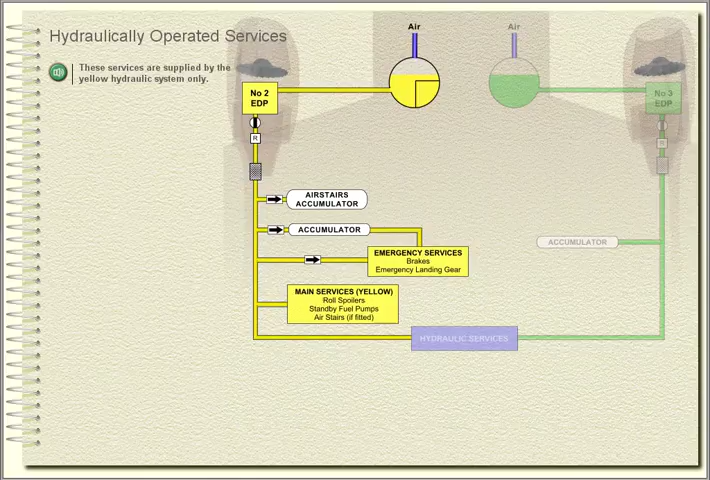 Air
Air
Hydraulically Operated Services
These services are supplied by the
yellow hydraulic system only.
No 2
EDP
No 3
EDP
R
R
AIRSTAIRS
ACCUMULATOR
ACCUMULATOR
ACCUMULATOR
EMERGENCY SERVICES
Brakes
Emergency Landing Gear
MAIN SERVICES (YELLOW)
Roll Spoilers
Standby Fuel Pumps
Air Stairs (if fitted)
HYDRAULIC SERVICES